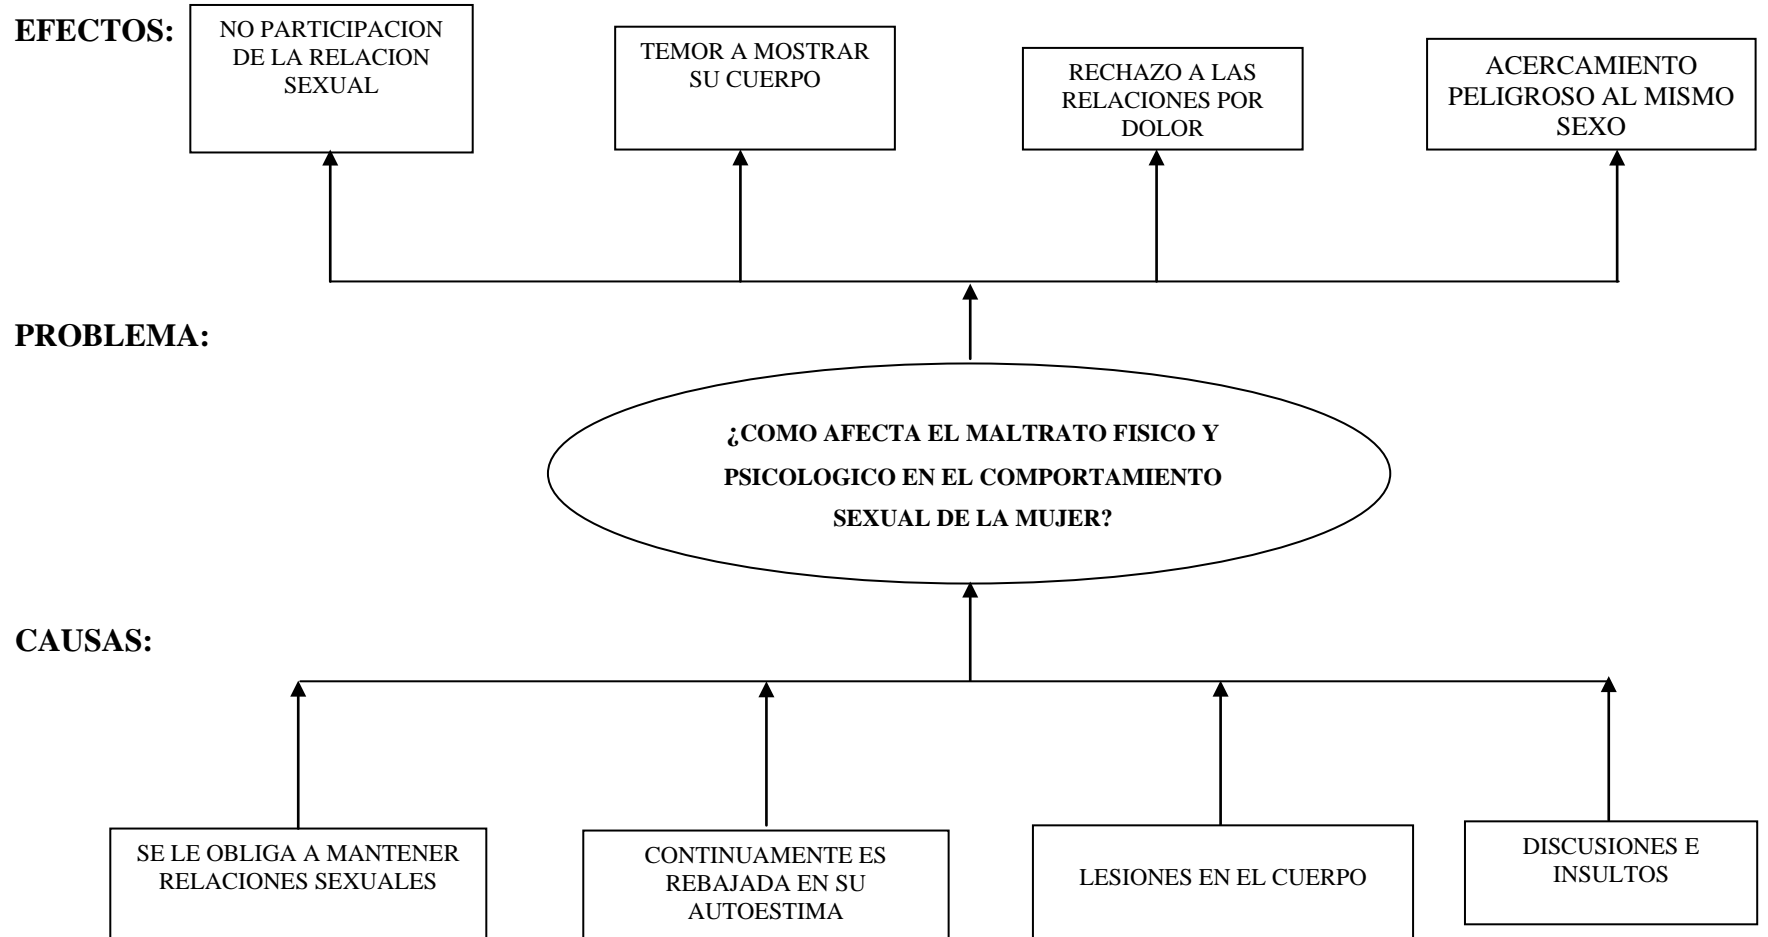 EFECTOS:
NO PARTICIPACION
DE LA RELACION
SEXUAL
TEMOR A MOSTRAR
SU CUERPO
RECHAZO A LAS
RELACIONES POR
DOLOR
ACERCAMIENTO
PELIGROSO AL MISMO
SEXO
PROBLEMA:
¿COMO AFECTA EL MALTRATO FISICO Y
PSICOLOGICO EN EL COMPORTAMIENTO
SEXUAL DE LA MUJER?
CAUSAS:
SE LE OBLIGA A MANTENER
RELACIONES SEXUALES
CONTINUAMENTE ES
REBAJADA EN SU
AUTOESTIMA
LESIONES EN EL CUERPO
DISCUSIONES E
INSULTOS